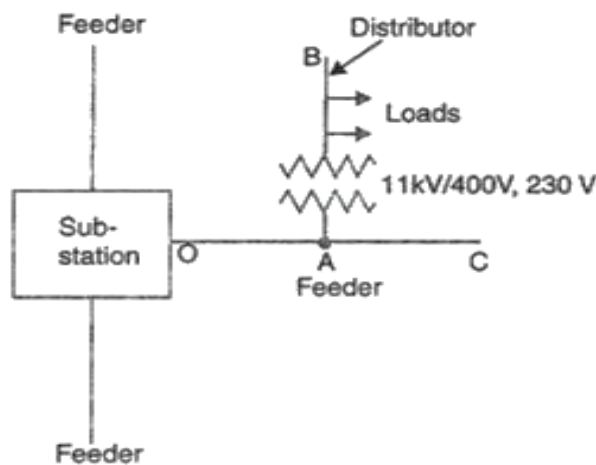 Feeder
Distributor
B
Loads
11kV/400V, 230 V
Sub-
station
O
A
C
Feeder
Feeder